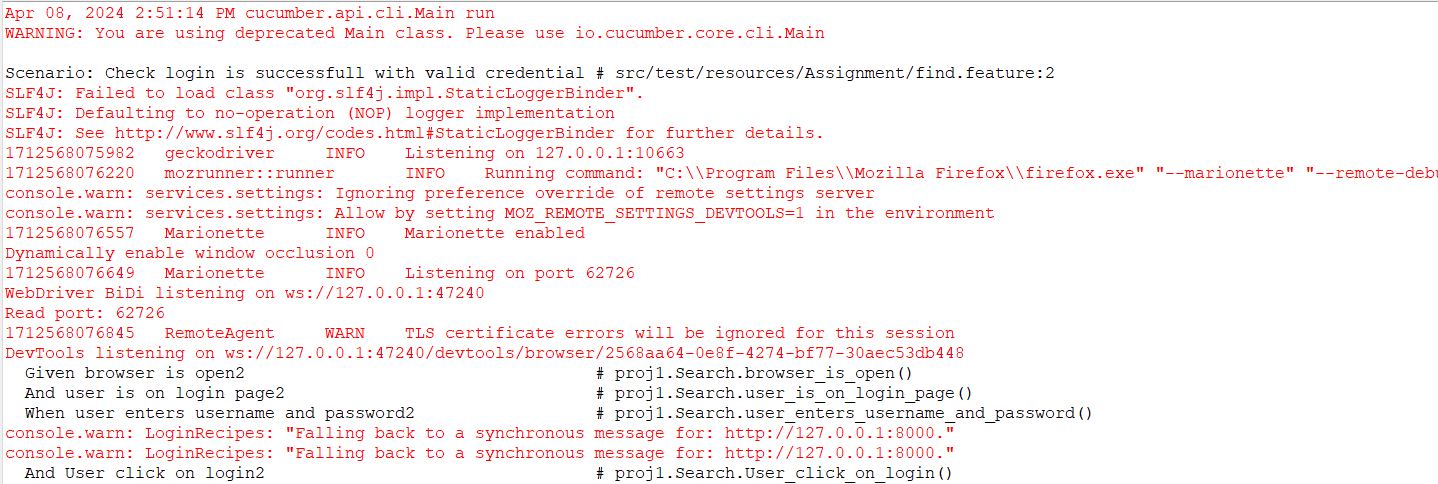 Apr 08, 2024 2:51:14 PM cucumber.api.cli.Main run
WARNING: You are using deprecated Main class. Please use io.cucumber.core.cli.Main
Scenario: Check login is successfull with valid credential # src/test/resources/Assignment/find.feature:2
SLF4J: Failed to load class "org.slf4j.impl.StaticLoggerBinder".
SLF4J: Defaulting to no-operation (NOP) logger implementation
SLF4J: See http://www.slf4j.org/codes.html#StaticLoggerBinder for further details.
1712568075982 geckodriver INFO Listening on 127.0.0.1:10663
1712568076220 mozrunner::runner INFO Running command: "C:\\Program Files\\Mozilla Firefox\\firefox.exe" "--marionette" "--remote-debu
console.warn: services.settings: Ignoring preference override of remote settings server
console.warn: services.settings: Allow by setting MOZ_REMOTE_SETTINGS_DEVTOOLS=1 in the environment
1712568076557 Marionette INFO Marionette enabled
Dynamically enable window occlusion 0
1712568076649 Marionette INFO Listening on port 62726
WebDriver BiDi listening on ws://127.0.0.1:47240
Read port: 62726
1712568076845 RemoteAgent WARN TLS certificate errors will be ignored for this session
DevTools listening on ws://127.0.0.1:47240/devtools/browser/2568aa64-0e8f-4274-bf77-30aec53db448
Given browser is open2 # proj1.Search.browser_is_open()
And user is on login page2 # proj1.Search.user_is_on_login_page()
When user enters username and password2 # proj1.Search.user_enters_username_and_password()
console.warn: LoginRecipes: "Falling back to a synchronous message for: http://127.0.0.1:8000."
console.warn: LoginRecipes: "Falling back to a synchronous message for: http://127.0.0.1:8000."
And User click on login2 # proj1.Search.User_click_on_login()